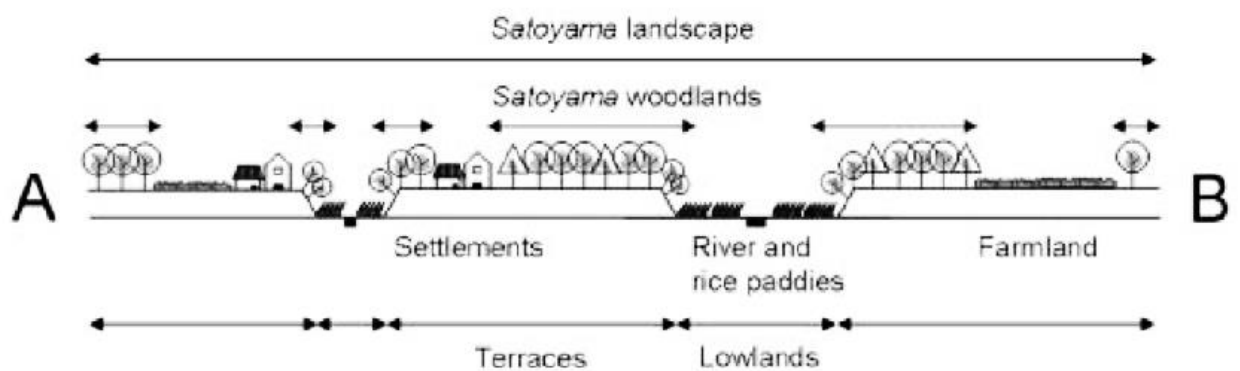 Satoyama landscape
Satoyama woodlands
A
B
Settlements
River and
rice paddies
Farmland
Terraces
Lowlands